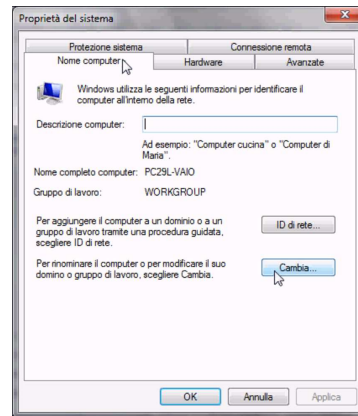 Proprietà del sistema
Protezione sistema
Connessione remota
Nome computer
Hardware
Avanzate
Windows utilizza le seguenti informazioni per identificare il
computer all'interno della rete.
Descrizione computer:
Ad esempio: "Computer cucina" o "Computer di
Maria".
Nome completo computer: PC29L-VAIO
Gruppo di lavoro: WORKGROUP
Per aggiungere il computer a un dominio o a un
gruppo di lavoro tramite una procedura guidata,
scegliere ID di rete.
ID di rete...
Per rinominare il computer o per modificare il suo
domino o gruppo di lavoro, scegliere Cambia.
Cambia...
OK
Annulla
Applica